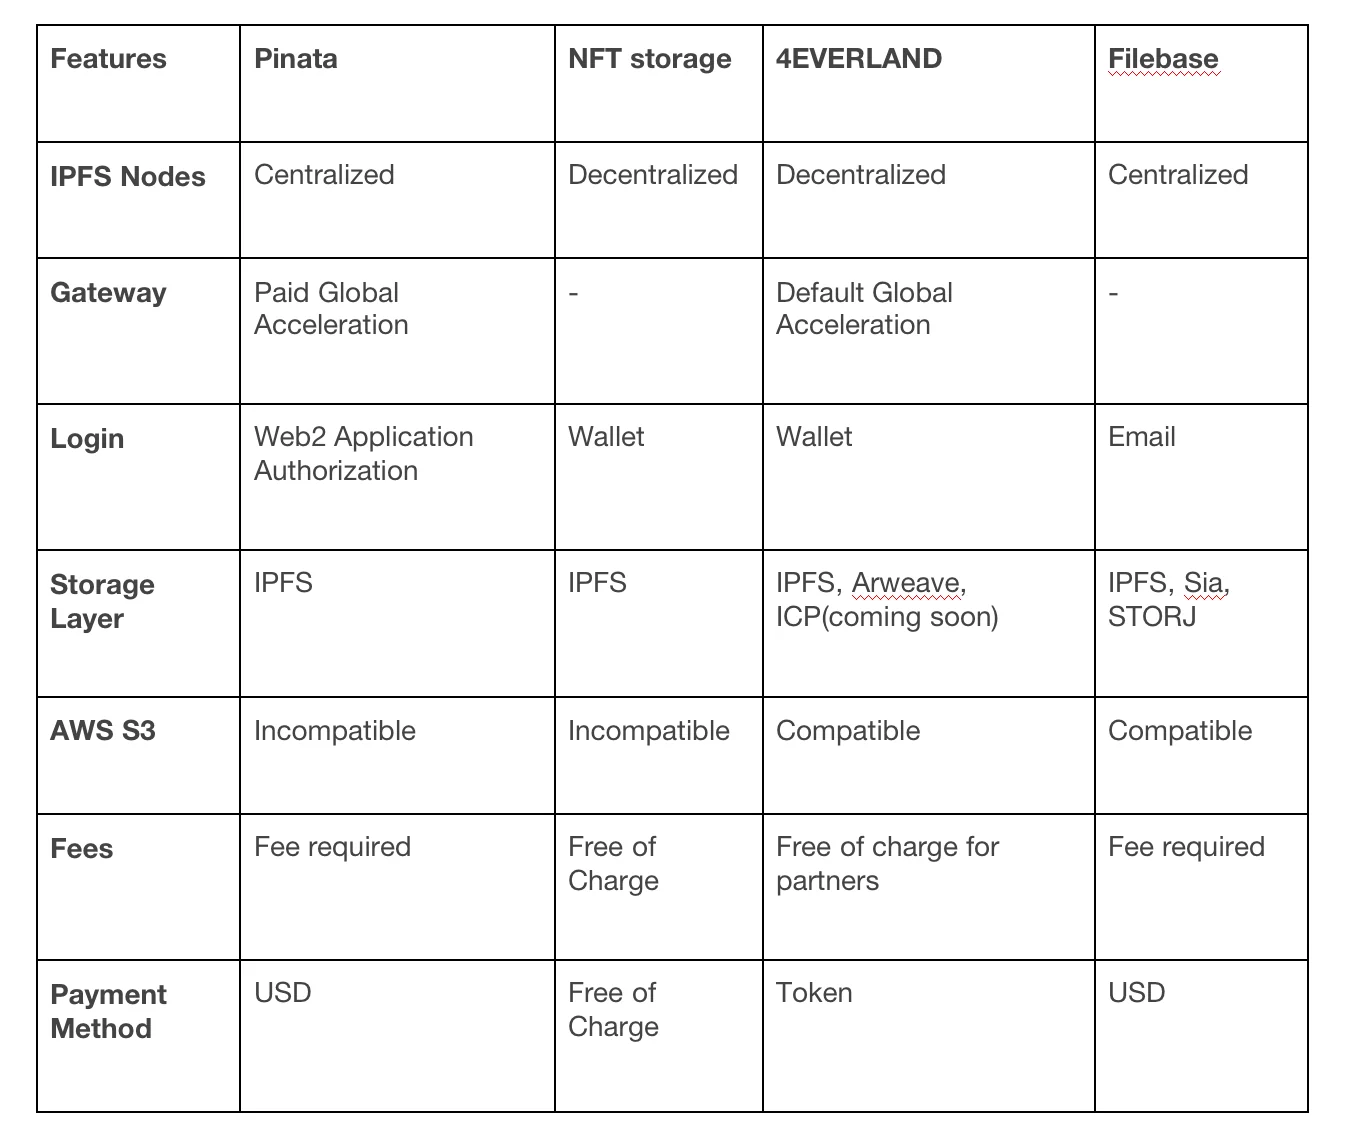 Features Pinata NFT storage 4EVERLAND Filebase
IPFS Nodes Centralized Decentralized Decentralized Centralized
Gateway Paid Global - Default Global -
Acceleration Acceleration
Login Web2 Application Wallet Wallet Email
Authorization
Storage IPFS IPFS IPFS, Arweave, IPFS, Sia,
Layer ICP(coming soon) STORJ
AWS S3 Incompatible Incompatible Compatible Compatible
Fees Fee required Free of Free of charge for Fee required
Charge partners
Payment USD Free of Token USD
Method Charge